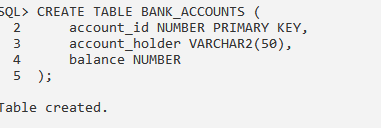 SQL> CREATE TABLE BANK_ACCOUNTS (
2 account_id NUMBER PRIMARY KEY,
3 account_holder VARCHAR2(50),
4 balance NUMBER
5 );
Table created.